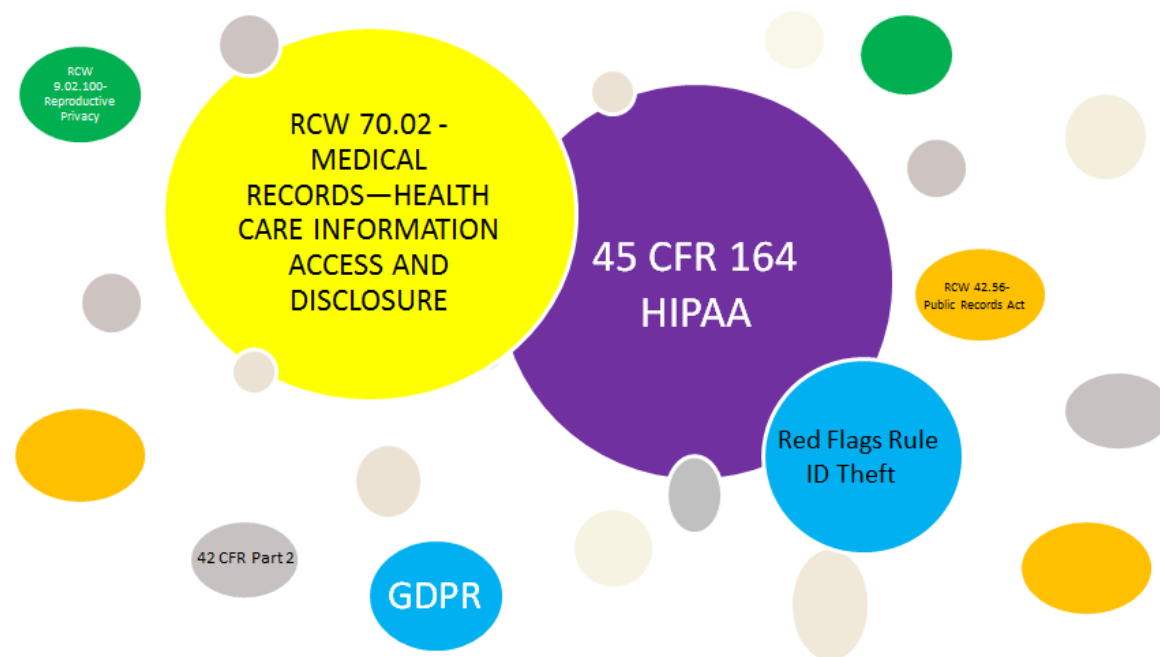 RCW
9.02.100-
Reproductive
Privacy
RCW 70.02 -
MEDICAL
RECORDS—HEALTH
CARE INFORMATION
ACCESS AND
DISCLOSURE
45 CFR 164
HIPAA
RCW 42.56-
Public Records Act
Red Flags Rule
ID Theft
42 CFR Part 2
GDPR